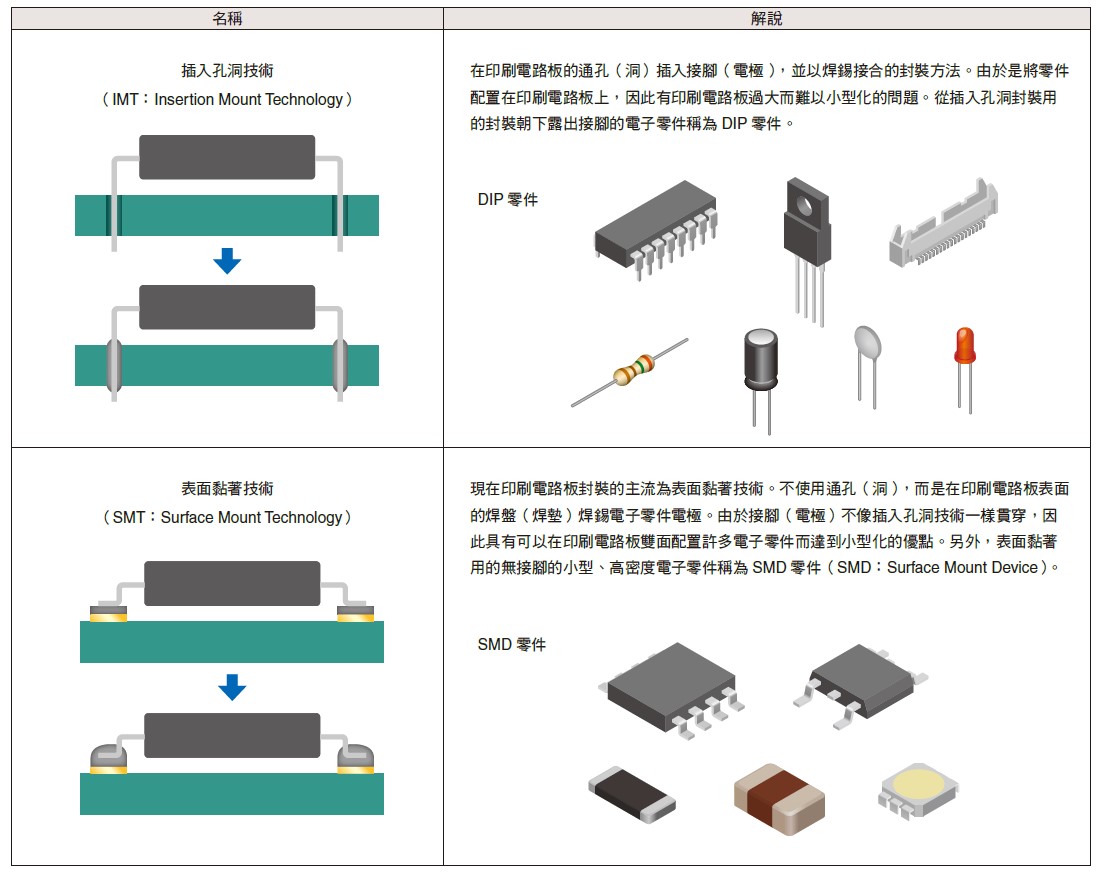 名稱
解說
插入孔洞技術
（IMT：Insertion Mount Technology）
在印刷電路板的通孔（洞）插入接腳（電極），並以焊錫接合的封裝方法。由於是將零件
配置在印刷電路板上，因此有印刷電路板過大而難以小型化的問題。從插入孔洞封裝用
的封裝朝下露出接腳的電子零件稱為 DIP 零件。
DIP 零件
表面黏著技術
（SMT：Surface Mount Technology）
現在印刷電路板封裝的主流為表面黏著技術。不使用通孔（洞），而是在印刷電路板表面
的焊盤（焊墊）焊錫電子零件電極。由於接腳（電極）不像插入孔洞技術一樣貫穿，因
此具有可以在印刷電路板雙面配置許多電子零件而達到小型化的優點。另外，表面黏著
用的無接腳的小型、高密度電子零件稱為 SMD 零件（SMD：Surface Mount Device）。
SMD 零件